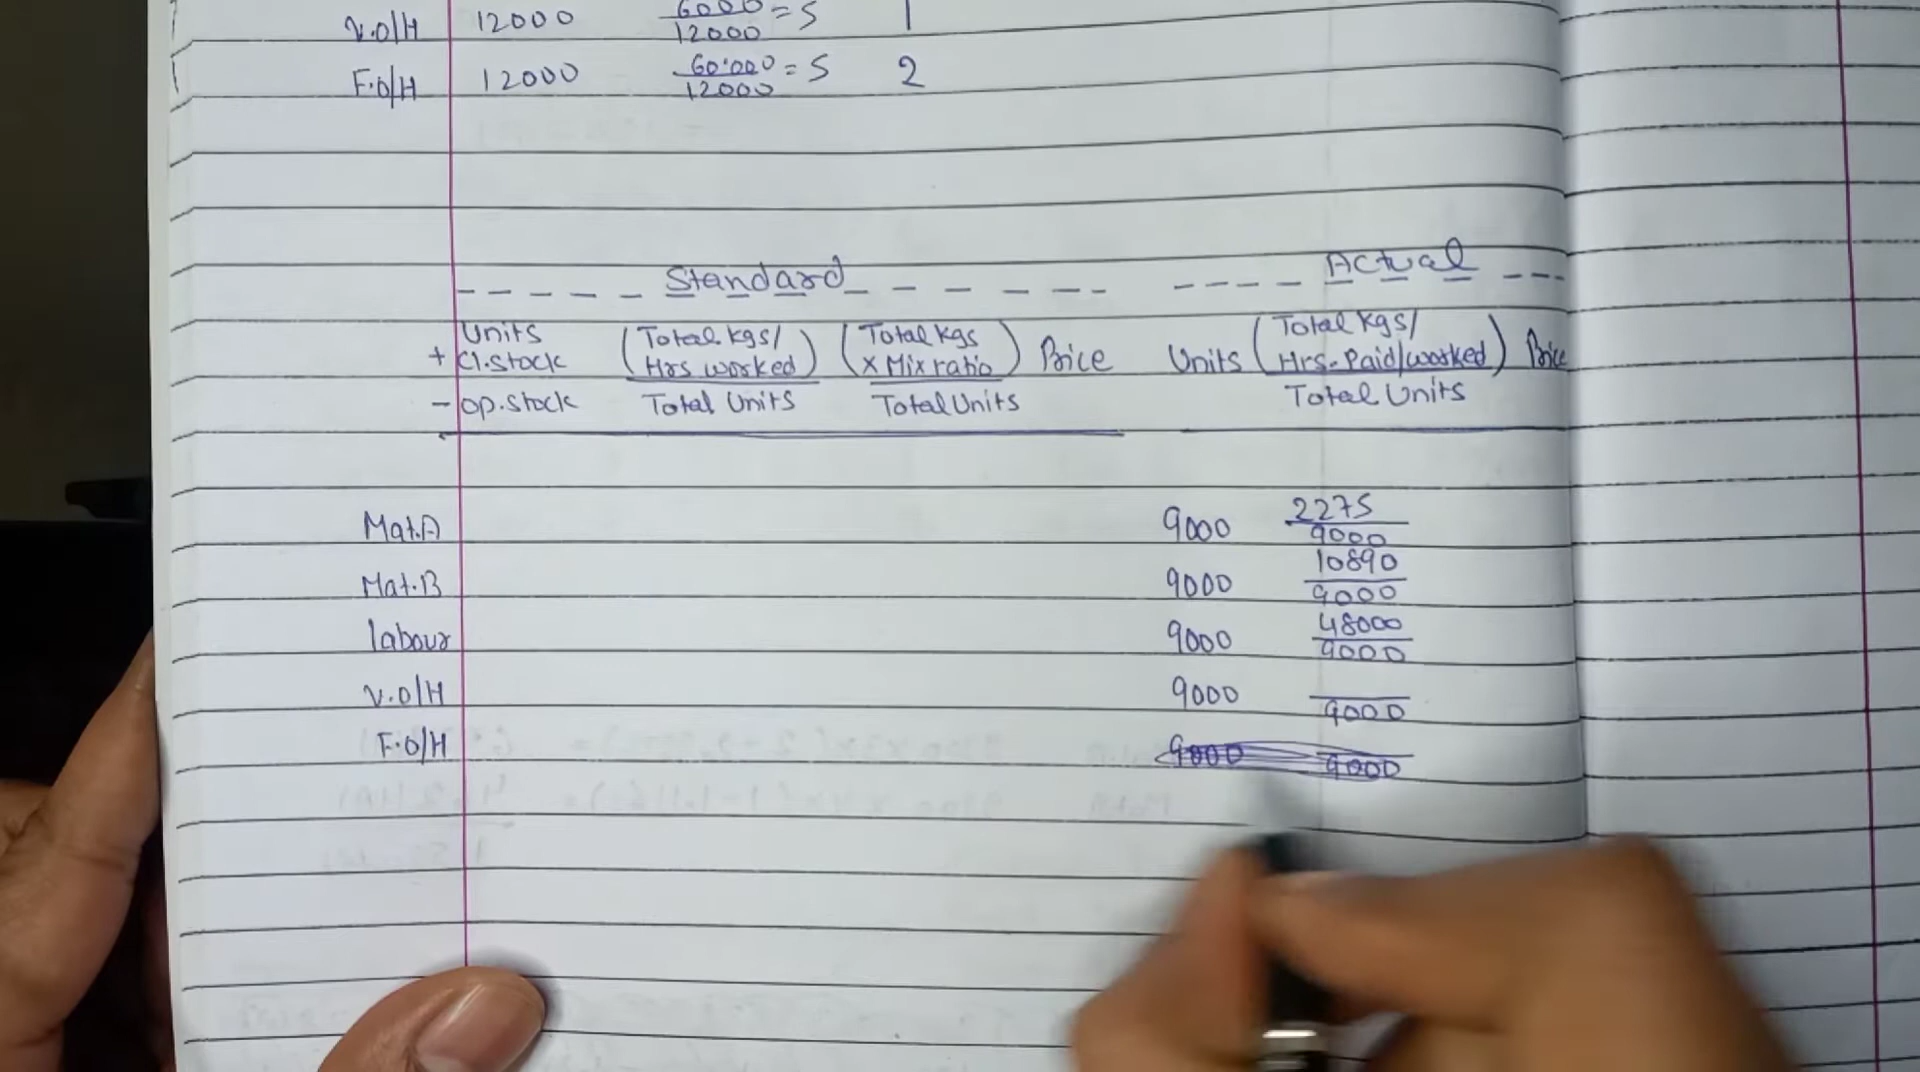 V.O/H 12000 6000/12000 = 5 1
F.O/H 12000 60'000/12000 = 5 2
- - - - - Standard - - - - - - - - - - - Actual - - -
Units (Total kgs/ (Total kgs (Total kgs/
+ Cl.stock Hrs worked) x Mix ratio) Price Units Hrs-Paid/worked) Price
- op.stock Total Units Total Units Total Units
Mat.A 9000 2275/9000
Mat.B 9000 10890/9000
labour 9000 48000/9000
V.O/H 9000 /9000
F.O/H 9000 /9000